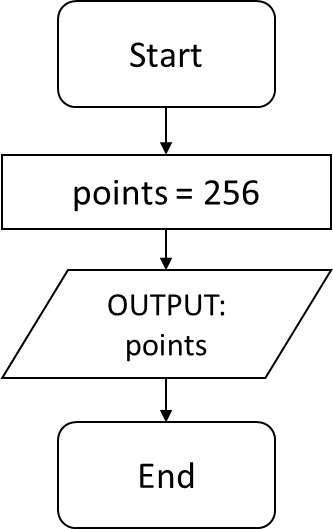 Start
points = 256
OUTPUT:
points
End